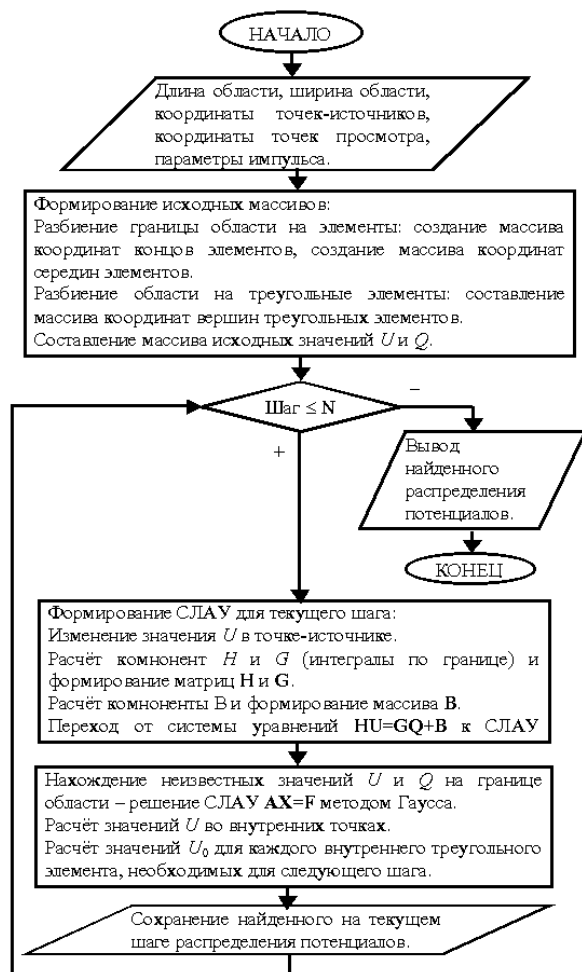 НАЧАЛО
Длина области, ширина области,
координаты точек-источников,
координаты точек просмотра,
параметры импульса.
Формирование исходных массивов:
Разбиение границы области на элементы: создание массива
координат концов элементов, создание массива координат
середин элементов.
Разбиение области на треугольные элементы: составление
массива координат вершин треугольных элементов.
Составление массива исходных значений U и Q.
Шаг ≤ N
–
+
Вывод
найденного
распределения
потенциалов.
КОНЕЦ
Формирование СЛАУ для текущего шага:
Изменение значения U в точке-источнике.
Расчёт комнонент H и G (интегралы по границе) и
формирование матриц H и G.
Расчёт комноненты B и формирование массива B.
Переход от системы уравнений HU=GQ+B к СЛАУ
Нахождение неизвестных значений U и Q на границе
области – решение СЛАУ AX=F методом Гаусса.
Расчёт значений U во внутренних точках.
Расчёт значений U₀ для каждого внутреннего треугольного
элемента, необходимых для следующего шага.
Сохранение найденного на текущем
шаге распределения потенциалов.